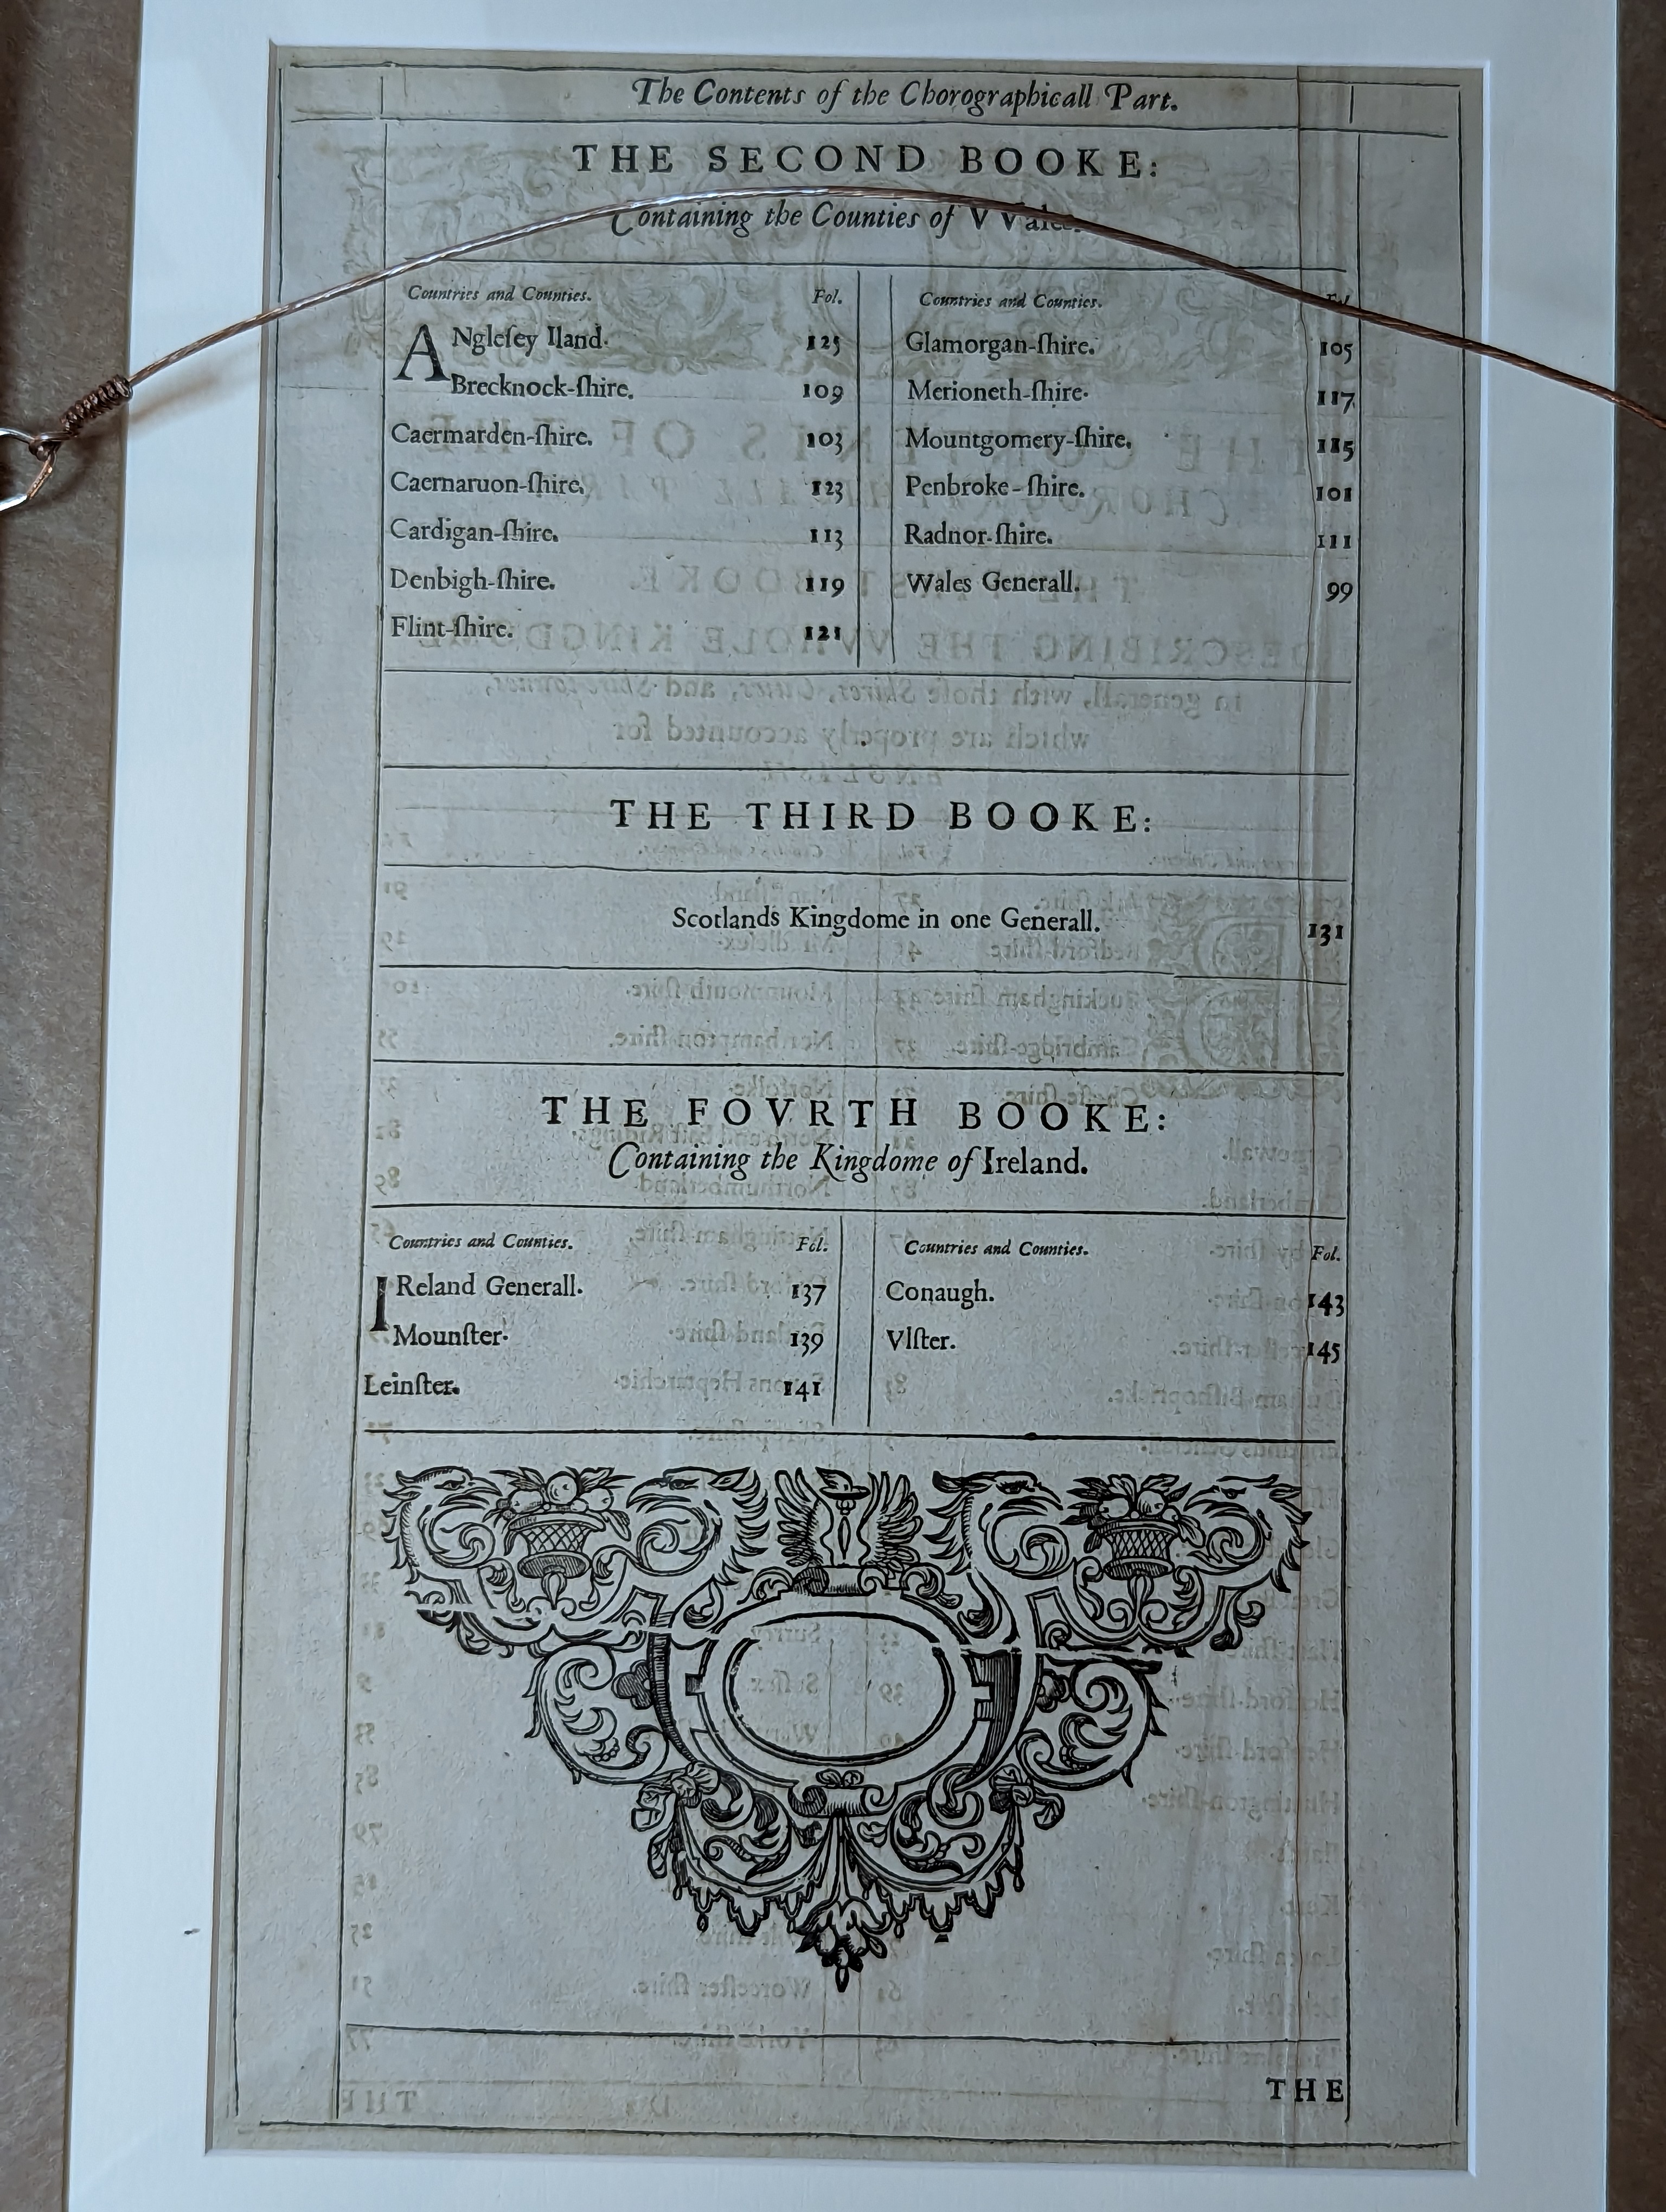 The Contents of the Chorographicall Part.
THE SECOND BOOKE:
Containing the Counties of VVales.
Countries and Counties. Fol.
ANgleſey Iland. 125
Brecknock-ſhire. 109
Caermarden-ſhire. 103
Caernaruon-ſhire. 123
Cardigan-ſhire. 113
Denbigh-ſhire. 119
Flint-ſhire. 121
Countries and Counties. Fol.
Glamorgan-ſhire. 105
Merioneth-ſhire. 117
Mountgomery-ſhire. 115
Penbroke-ſhire. 101
Radnor-ſhire. 111
Wales Generall. 99
THE THIRD BOOKE:
Scotlands Kingdome in one Generall. 131
THE FOVRTH BOOKE:
Containing the Kingdome of Ireland.
Countries and Counties. Fol.
IReland Generall. 137
Mounſter. 139
Leinſter. 141
Countries and Counties. Fol.
Conaugh. 143
Vlſter. 145
THE